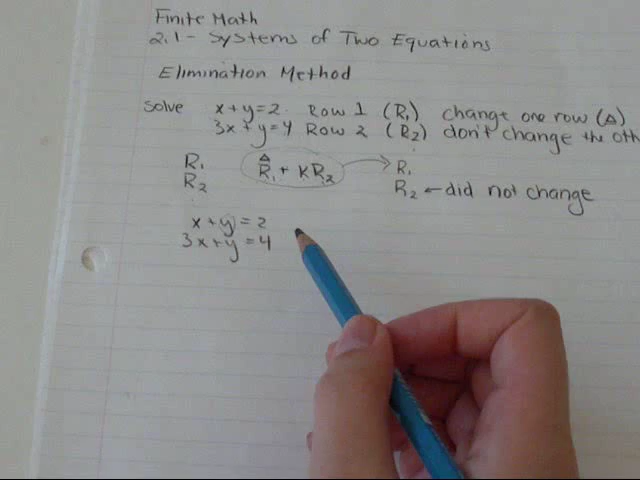 Finite Math
2.1 - Systems of Two Equations
Elimination Method
Solve x+y=2 Row 1 (R₁) change one row (Δ)
3x+y=4 Row 2 (R₂) don't change the oth
R₁ Δ R₁ + KR₂ → R₁
R₂ R₂ ← did not change
x+y=2
3x+y=4